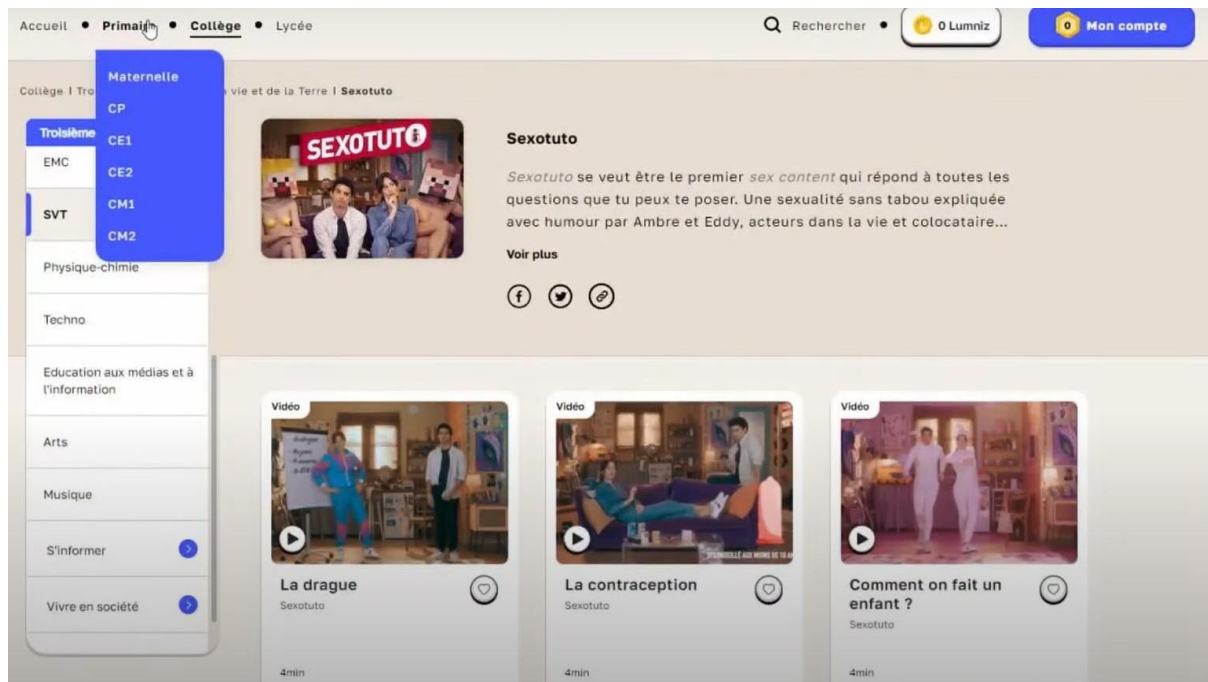 Accueil • Primaire • Collège • Lycée
Rechercher • 0 Lumniz
0 Mon compte
Maternelle
CP
CE1
CE2
CM1
CM2
Collège I Tro
vie et de la Terre I Sexotuto
Troisième
EMC
SVT
Physique-chimie
Techno
Education aux médias et à
l'information
Arts
Musique
S'informer
Vivre en société
SEXOTUTO
Sexotuto
Sexotuto se veut être le premier sex content qui répond à toutes les
questions que tu peux te poser. Une sexualité sans tabou expliquée
avec humour par Ambre et Eddy, acteurs dans la vie et colocataire...
Voir plus
Vidéo
La drague
Sexotuto
4min
Vidéo
La contraception
Sexotuto
4min
Vidéo
Comment on fait un
enfant ?
Sexotuto
4min